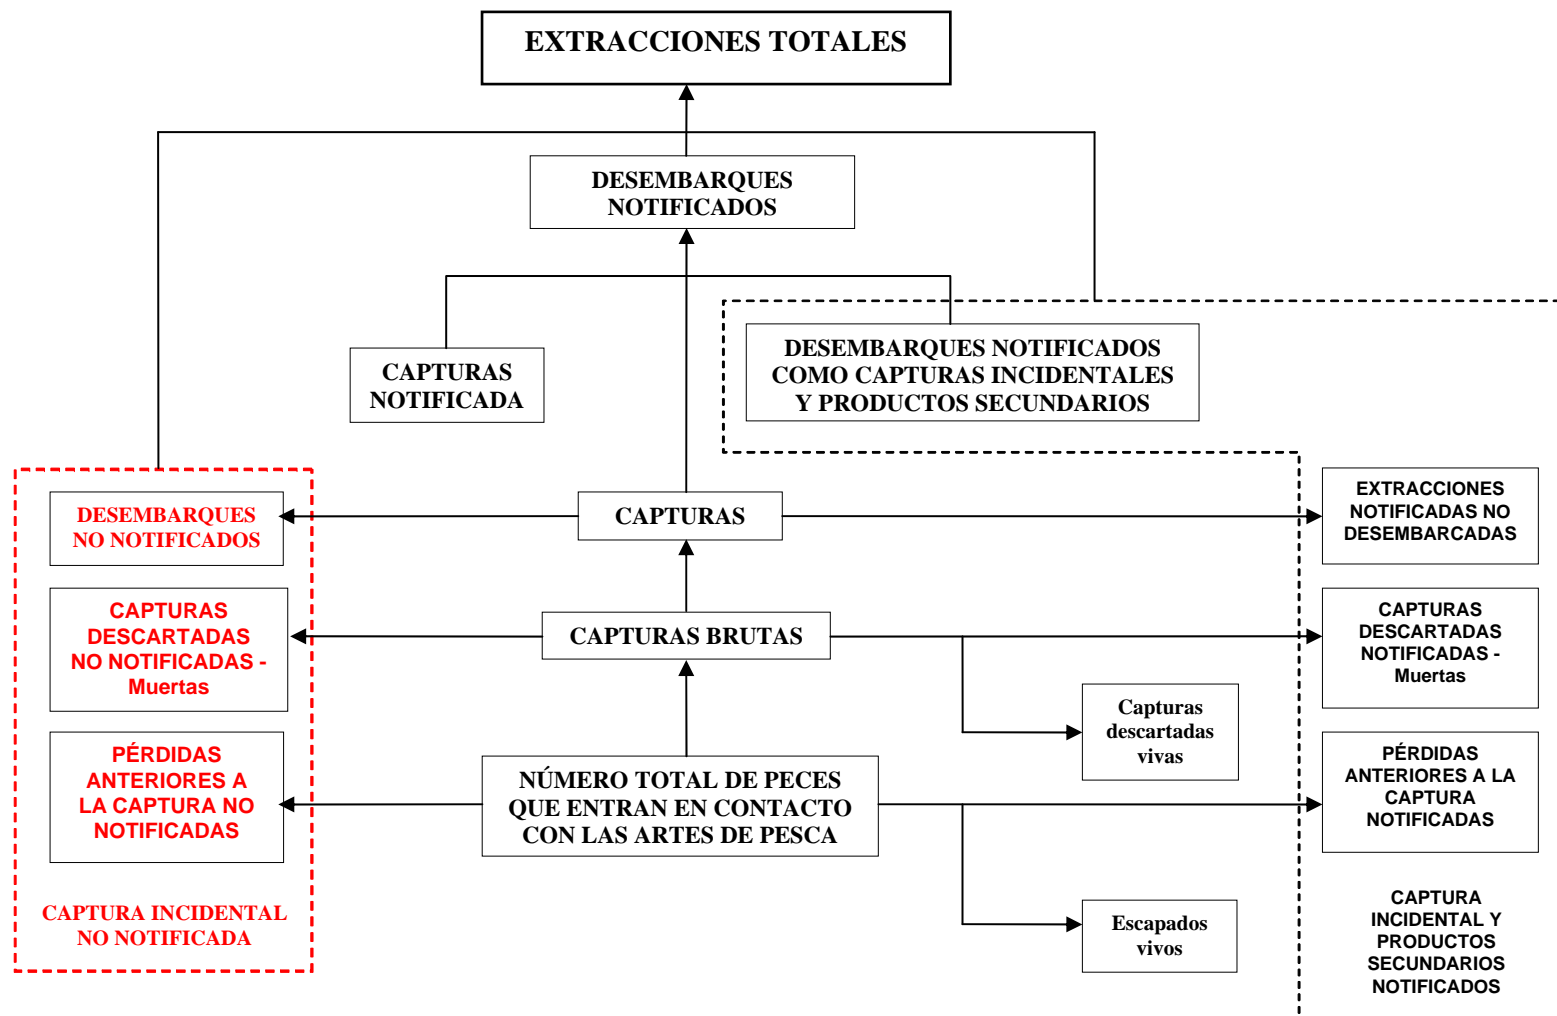 EXTRACCIONES TOTALES
DESEMBARQUES
NOTIFICADOS
CAPTURAS
NOTIFICADA
DESEMBARQUES NOTIFICADOS
COMO CAPTURAS INCIDENTALES
Y PRODUCTOS SECUNDARIOS
DESEMBARQUES
NO NOTIFICADOS
CAPTURAS
EXTRACCIONES
NOTIFICADAS NO
DESEMBARCADAS
CAPTURAS
DESCARTADAS
NO NOTIFICADAS -
Muertas
CAPTURAS BRUTAS
CAPTURAS
DESCARTADAS
NOTIFICADAS -
Muertas
Capturas
descartadas
vivas
PÉRDIDAS
ANTERIORES A
LA CAPTURA NO
NOTIFICADAS
NÚMERO TOTAL DE PECES
QUE ENTRAN EN CONTACTO
CON LAS ARTES DE PESCA
PÉRDIDAS
ANTERIORES A LA
CAPTURA
NOTIFICADAS
CAPTURA INCIDENTAL
NO NOTIFICADA
Escapados
vivos
CAPTURA
INCIDENTAL Y
PRODUCTOS
SECUNDARIOS
NOTIFICADOS